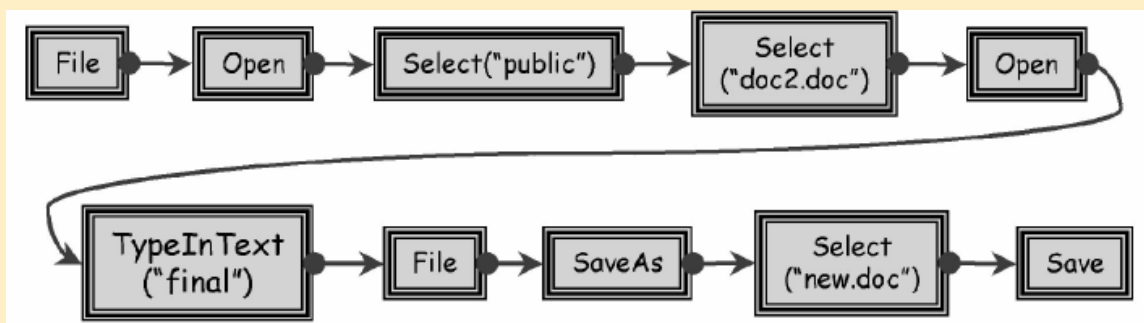 File
Open
Select(“public”)
Select
(“doc2.doc”)
Open
TypeInText
(“final”)
File
SaveAs
Select
(“new.doc”)
Save